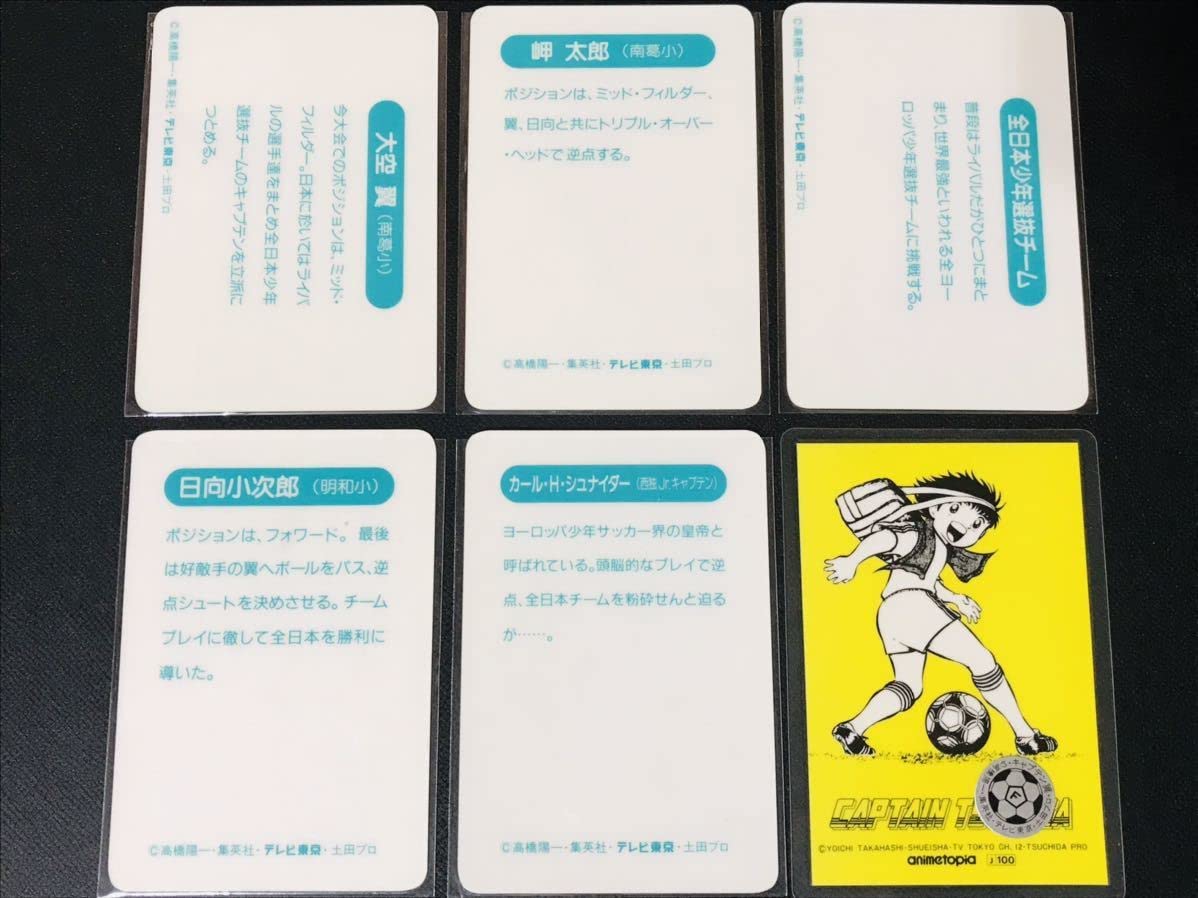 大空 翼（南葛小）
今大会でのポジションは、ミッド・
フィルダー。日本に於いてはライバ
ルの選手達をまとめ全日本少年
選抜チームのキャプテンを立派に
つとめる。
©高橋陽一・集英社・テレビ東京・土田プロ
岬 太郎（南葛小）
ポジションは、ミッド・フィルダー、
翼、日向と共にトリプル・オーバー
・ヘッドで逆点する。
©高橋陽一・集英社・テレビ東京・土田プロ
全日本少年選抜チーム
普段はライバルだがひとつにまと
まり、世界最強といわれる全ヨー
ロッパ少年選抜チームに挑戦する。
©高橋陽一・集英社・テレビ東京・土田プロ
日向小次郎（明和小）
ポジションは、フォワード。最後
は好敵手の翼へボールをパス、逆
点シュートを決めさせる。チーム
プレイに徹して全日本を勝利に
導いた。
©高橋陽一・集英社・テレビ東京・土田プロ
カール・H・シュナイダー（西独Jr.キャプテン）
ヨーロッパ少年サッカー界の皇帝と
呼ばれている。頭脳的なプレイで逆
点、全日本チームを粉砕せんと迫る
が……。
©高橋陽一・集英社・テレビ東京・土田プロ
CAPTAIN
©YOICHI TAKAHASHI-SHUEISHA-TV TOKYO CH. 12-TSUCHIDA PRO
animetopia J 100